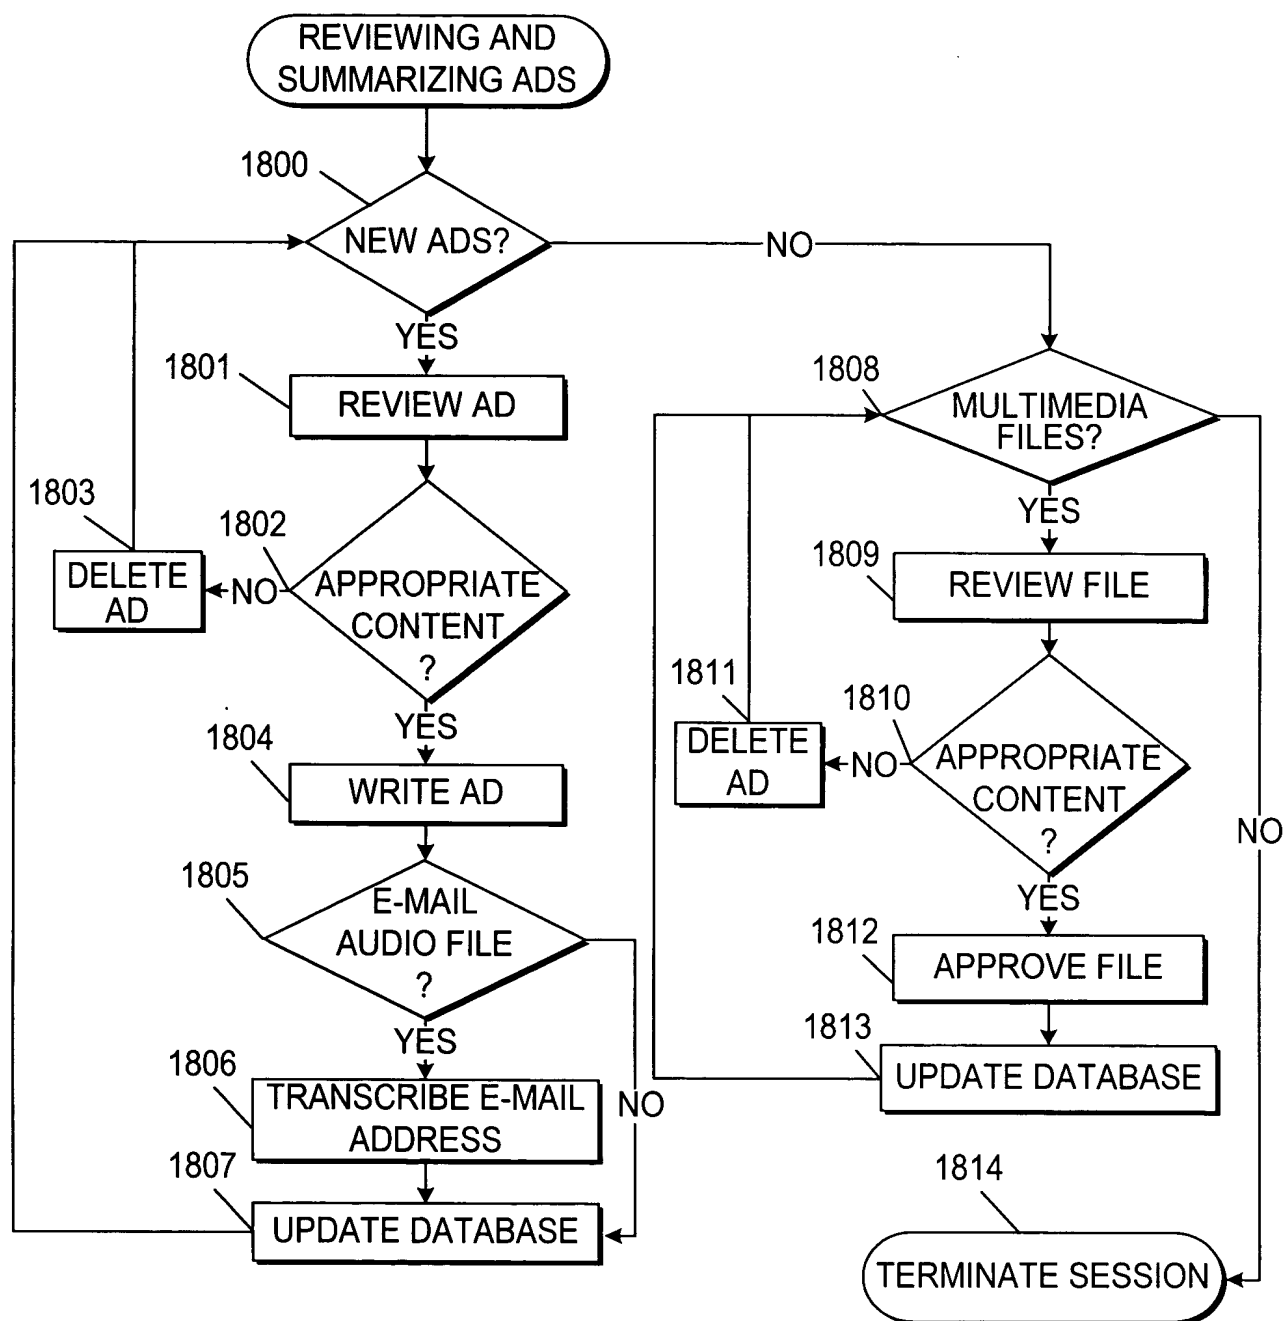 REVIEWING AND
SUMMARIZING ADS
1800
NEW ADS?
NO
YES
1801
REVIEW AD
1803
1802
DELETE
AD
NO
APPROPRIATE
CONTENT
?
YES
1804
WRITE AD
1805
E-MAIL
AUDIO FILE
?
YES
NO
1806
TRANSCRIBE E-MAIL
ADDRESS
1807
UPDATE DATABASE
1808
MULTIMEDIA
FILES?
YES
NO
1809
REVIEW FILE
1811
1810
DELETE
AD
NO
APPROPRIATE
CONTENT
?
YES
1812
APPROVE FILE
1813
UPDATE DATABASE
1814
TERMINATE SESSION